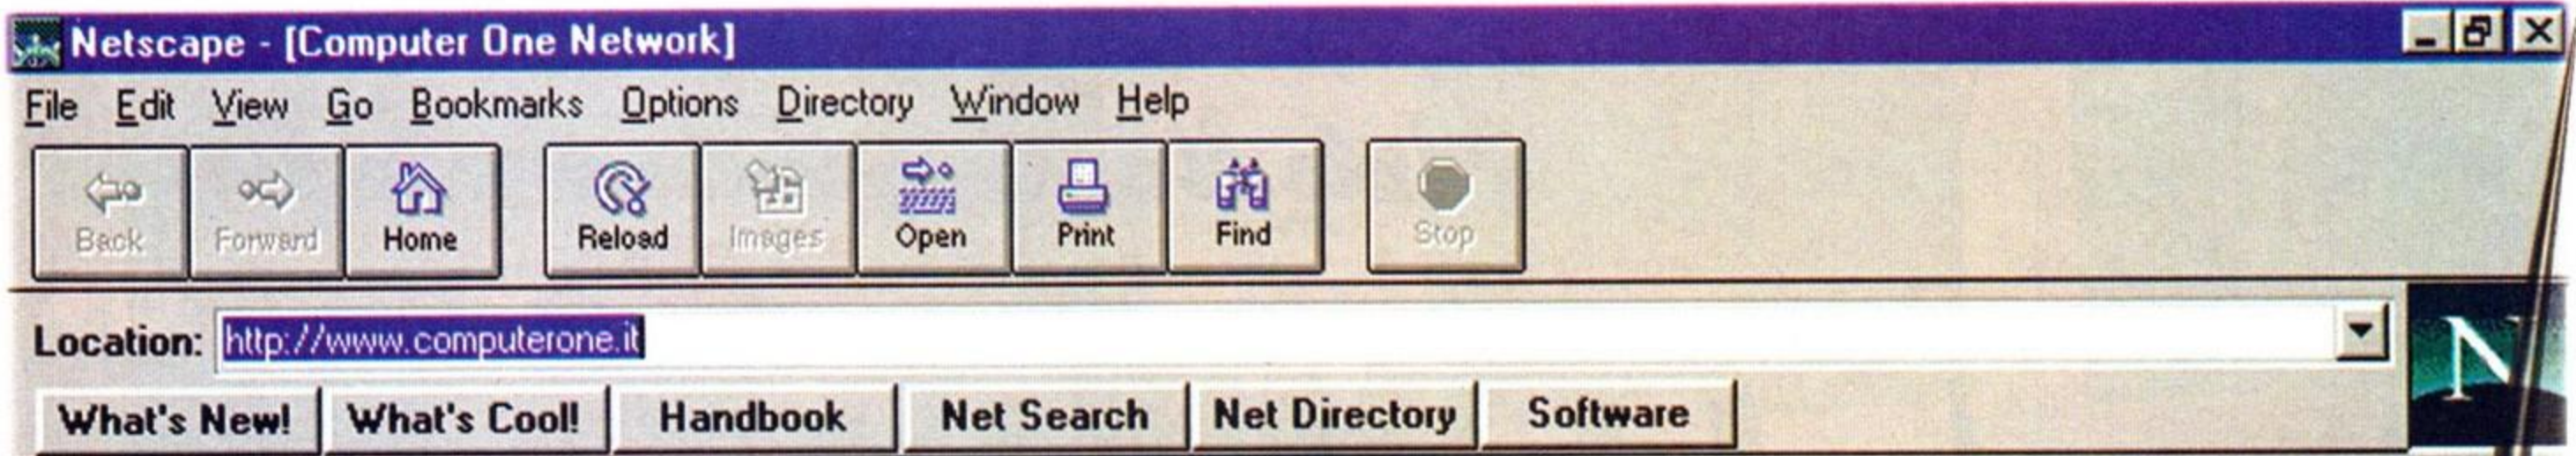 Netscape - [Computer One Network]
File Edit View Go Bookmarks Options Directory Window Help
Back Forward Home Reload Images Open Print Find Stop
Location: http://www.computerone.it
N
What's New! What's Cool! Handbook Net Search Net Directory Software